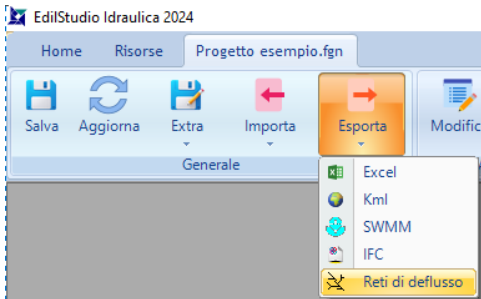 EdilStudio Idraulica 2024
Home Risorse Progetto esempio.fgn
Salva Aggiorna Extra Importa Esporta
Generale
Excel
Kml
SWMM
IFC
Reti di deflusso